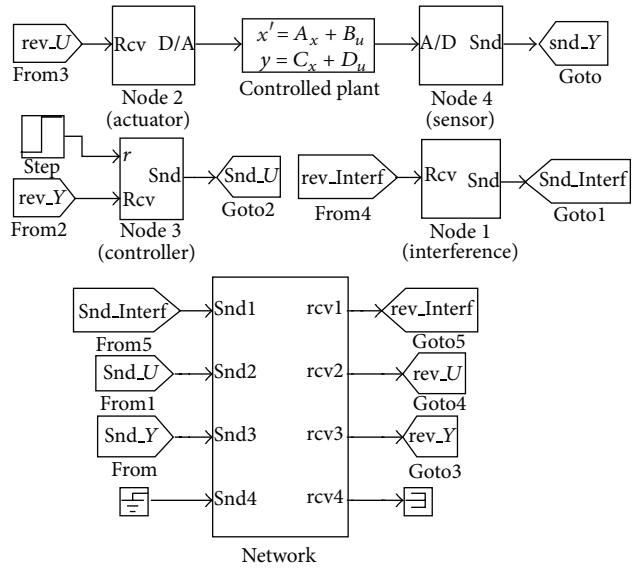 rev_U
From3
Rcv D/A
Node 2
(actuator)
x′ = A_x + B_u
y = C_x + D_u
Controlled plant
A/D Snd
Node 4
(sensor)
snd_Y
Goto
Step
rev_Y
From2
r
Rcv
Snd
Node 3
(controller)
Snd_U
Goto2
rev_Interf
From4
Rcv
Snd
Node 1
(interference)
Snd_Interf
Goto1
Snd_Interf
From5
Snd_U
From1
Snd_Y
From
Snd1
Snd2
Snd3
Snd4
rcv1
rcv2
rcv3
rcv4
Network
rev_Interf
Goto5
rev_U
Goto4
rev_Y
Goto3